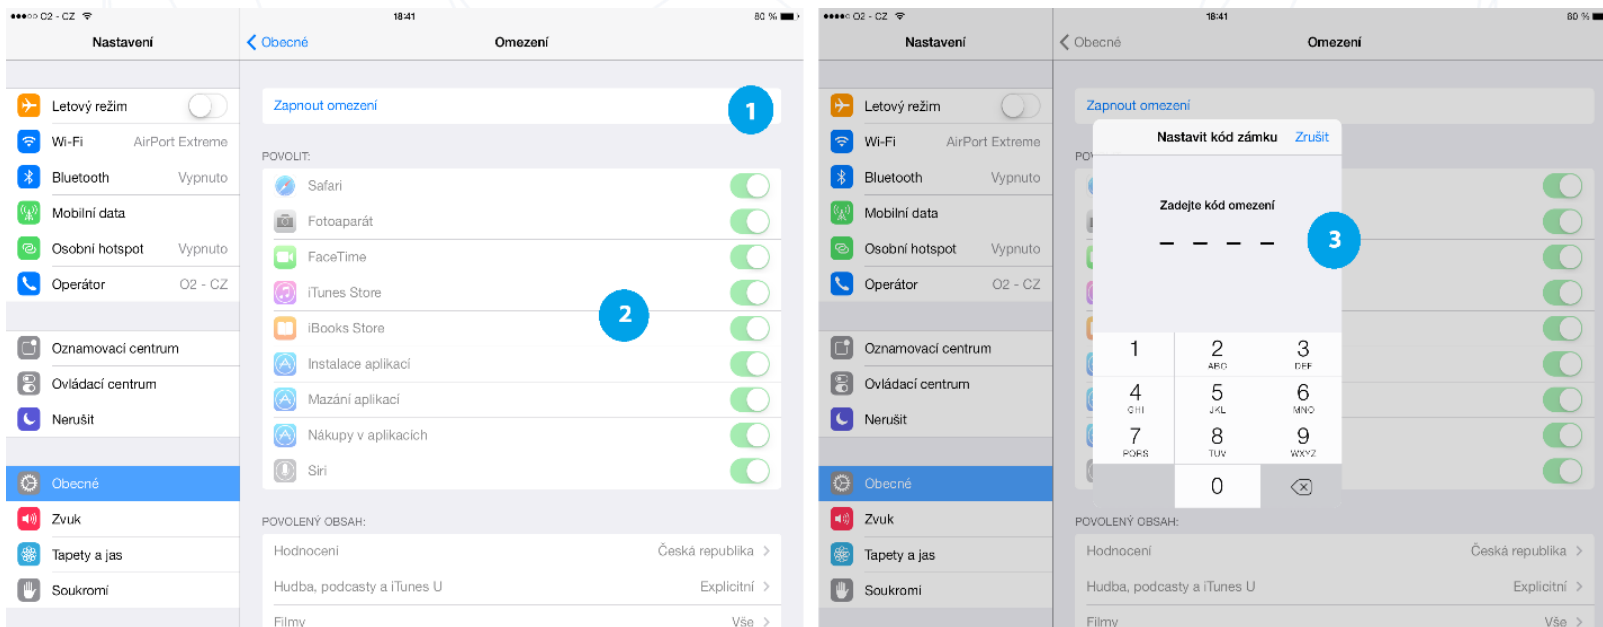 O2 - CZ 18:41 80 %
Nastavení
Obecné Omezení
Letový režim
Wi-Fi AirPort Extreme
Bluetooth Vypnuto
Mobilní data
Osobní hotspot Vypnuto
Operátor O2 - CZ
Oznamovací centrum
Ovládací centrum
Nerušit
Obecné
Zvuk
Tapety a jas
Soukromí
Zapnout omezení
1
POVOLIT:
Safari
Fotoaparát
FaceTime
iTunes Store
iBooks Store
2
Instalace aplikací
Mazání aplikací
Nákupy v aplikacích
Siri
POVOLENÝ OBSAH:
Hodnocení Česká republika
Hudba, podcasty a iTunes U Explicitní
Filmy Vše
O2 - CZ 18:41 80 %
Nastavení
Obecné Omezení
Letový režim
Wi-Fi AirPort Extreme
Bluetooth Vypnuto
Mobilní data
Osobní hotspot Vypnuto
Operátor O2 - CZ
Oznamovací centrum
Ovládací centrum
Nerušit
Obecné
Zvuk
Tapety a jas
Soukromí
Zapnout omezení
Nastavit kód zámku Zrušit
Zadejte kód omezení
3
1 2 3
ABC DEF
4 5 6
GHI JKL MNO
7 8 9
PQRS TUV WXYZ
0
POVOLENÝ OBSAH:
Hodnocení Česká republika
Hudba, podcasty a iTunes U Explicitní
Filmy Vše